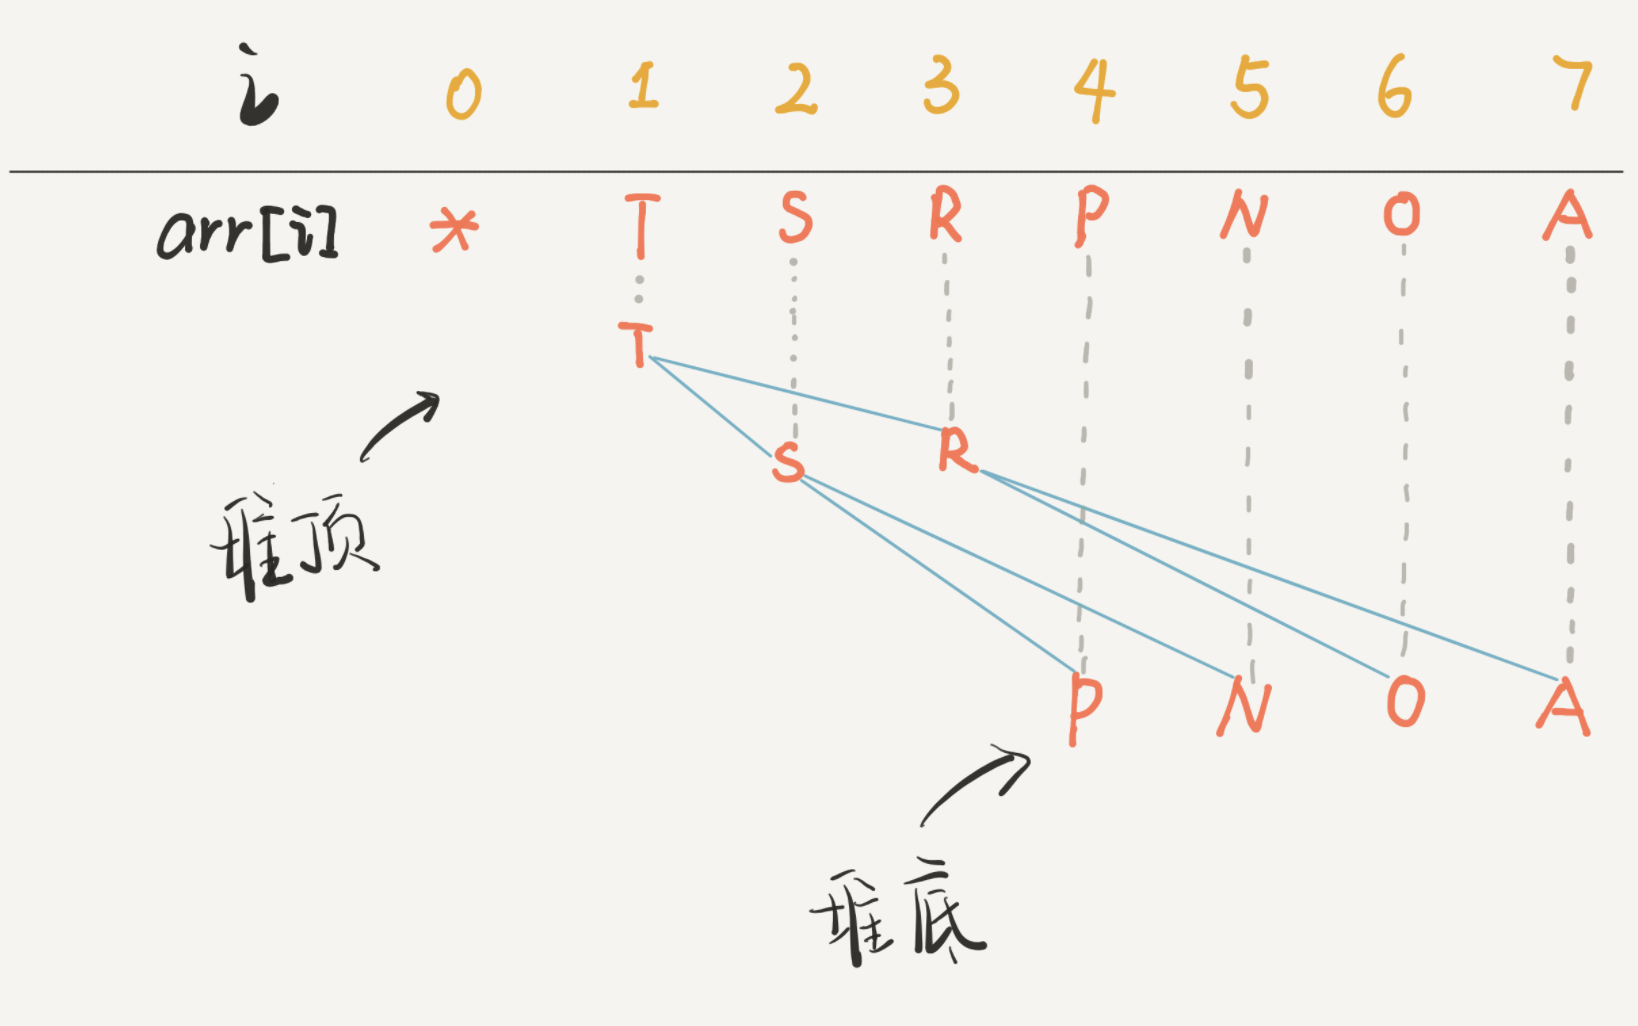 i 0 1 2 3 4 5 6 7
arr[i] * T S R P N O A
T
S R
堆顶
P N O A
堆底